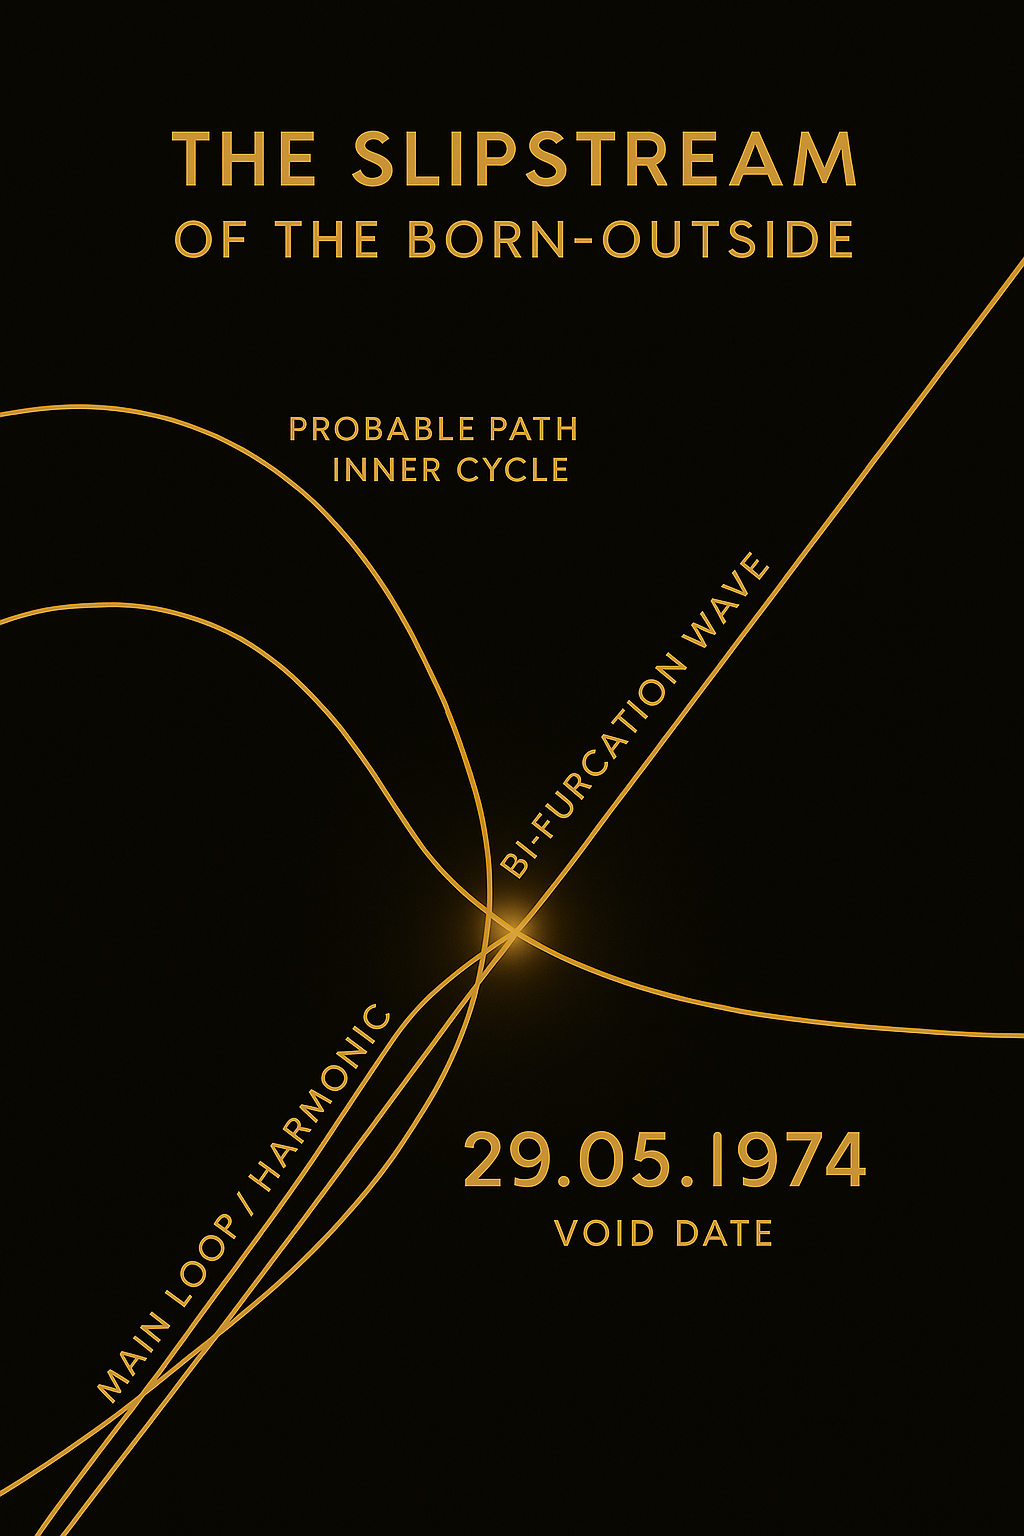 THE SLIPSTREAM
OF THE BORN-OUTSIDE
PROBABLE PATH
INNER CYCLE
BI-FURCATION WAVE
MAIN LOOP / HARMONIC
29.05.1974
VOID DATE